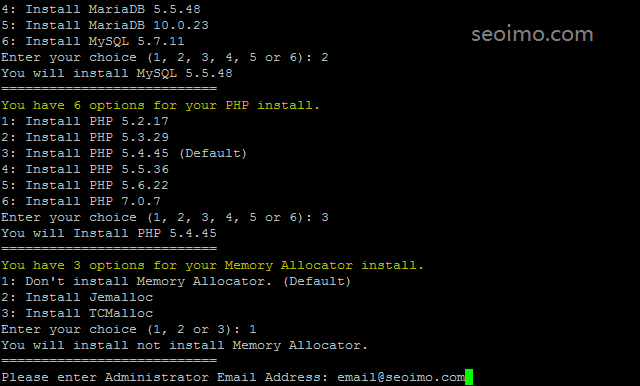 4: Install MariaDB 5.5.48
5: Install MariaDB 10.0.23
6: Install MySQL 5.7.11
seoimo.com
Enter your choice (1, 2, 3, 4, 5 or 6): 2
You will install MySQL 5.5.48
===========================
You have 6 options for your PHP install.
1: Install PHP 5.2.17
2: Install PHP 5.3.29
3: Install PHP 5.4.45 (Default)
4: Install PHP 5.5.36
5: Install PHP 5.6.22
6: Install PHP 7.0.7
Enter your choice (1, 2, 3, 4, 5 or 6): 3
You will Install PHP 5.4.45
===========================
You have 3 options for your Memory Allocator install.
1: Don't install Memory Allocator. (Default)
2: Install Jemalloc
3: Install TCMalloc
Enter your choice (1, 2 or 3): 1
You will install not install Memory Allocator.
===========================
Please enter Administrator Email Address: email@seoimo.com